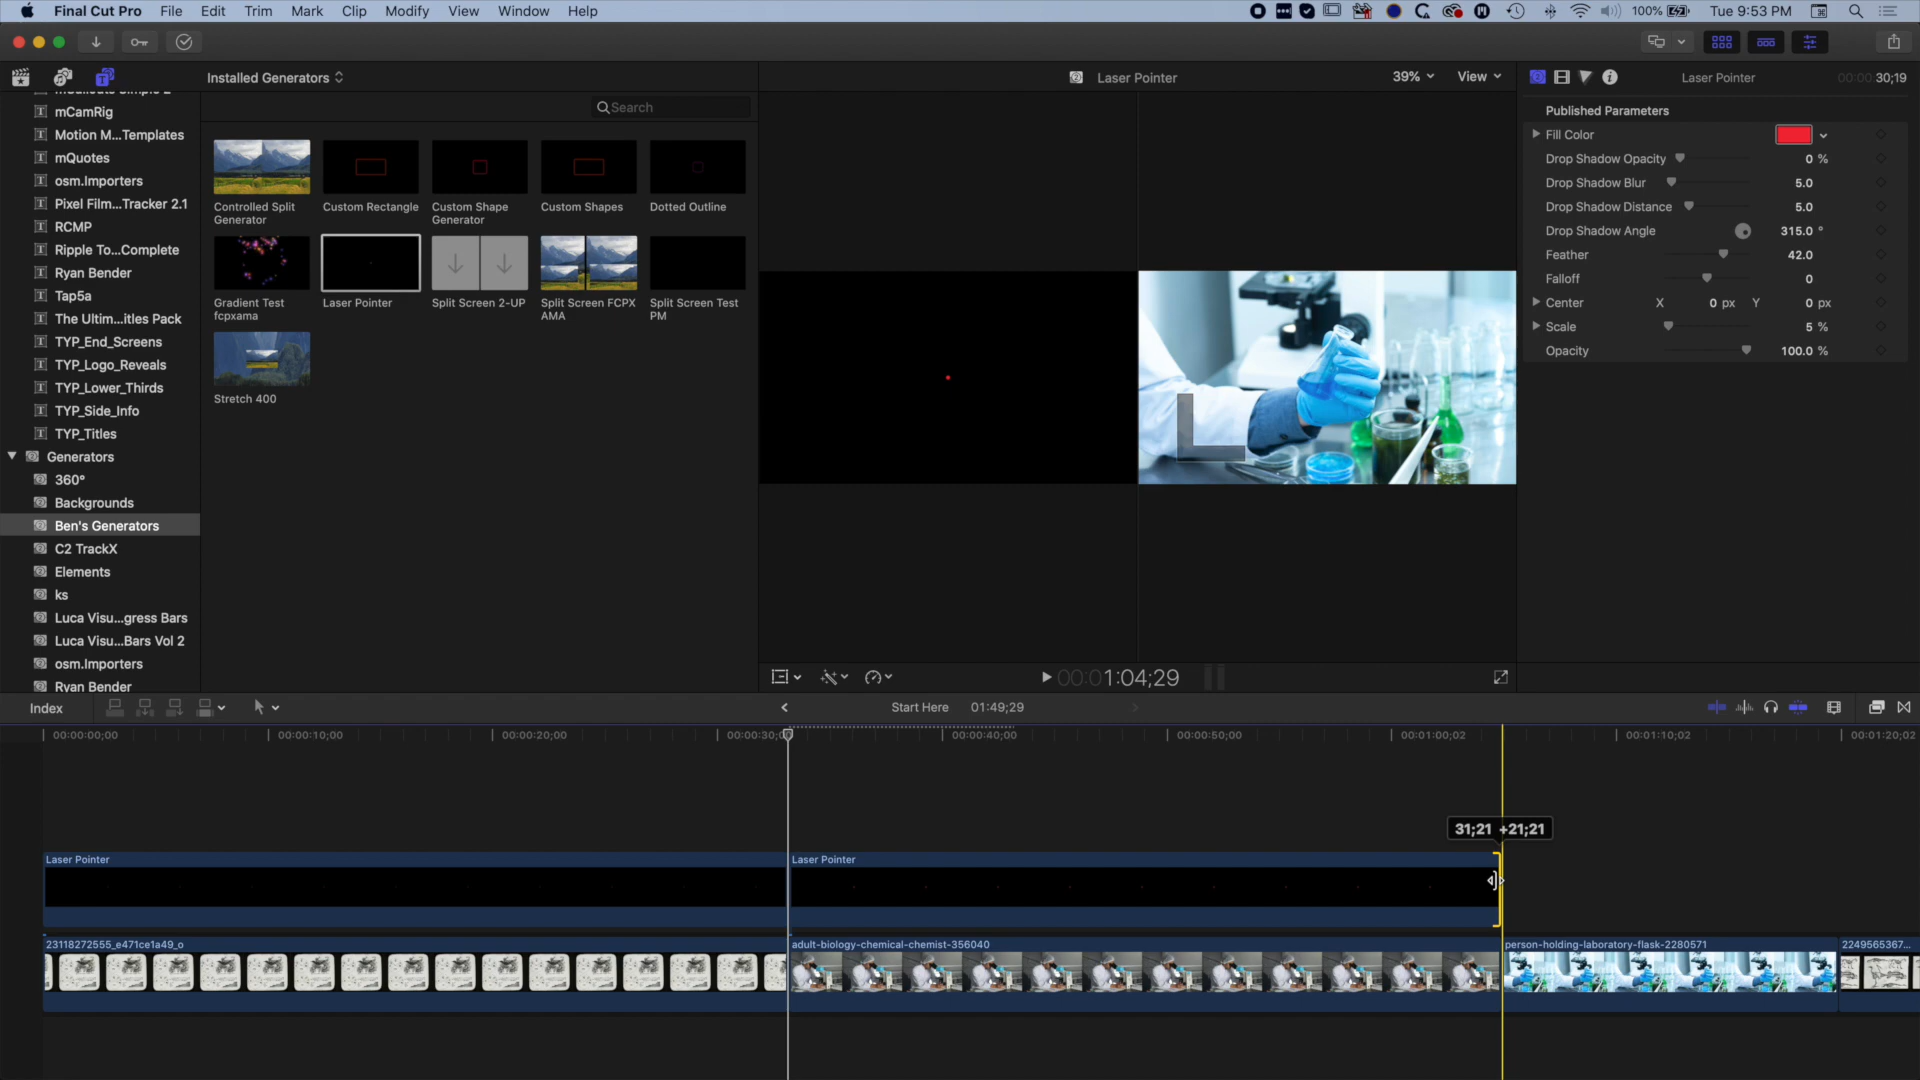 Final Cut Pro File Edit Trim Mark Clip Modify View Window Help 100% Tue 9:53 PM
Installed Generators
Laser Pointer 39% View
Laser Pointer 00:00:30;19
Search
mCamRig
Motion M...Templates
mQuotes
osm.Importers
Pixel Film...Tracker 2.1
RCMP
Ripple To...Complete
Ryan Bender
Tap5a
The Ultim...itles Pack
TYP_End_Screens
TYP_Logo_Reveals
TYP_Lower_Thirds
TYP_Side_Info
TYP_Titles
Generators
360°
Backgrounds
Ben's Generators
C2 TrackX
Elements
ks
Luca Visu...gress Bars
Luca Visu...Bars Vol 2
osm.Importers
Ryan Bender
Controlled Split Generator
Custom Rectangle
Custom Shape Generator
Custom Shapes
Dotted Outline
Gradient Test fcpxama
Laser Pointer
Split Screen 2-UP
Split Screen FCPX AMA
Split Screen Test PM
Stretch 400
Published Parameters
Fill Color
Drop Shadow Opacity 0 %
Drop Shadow Blur 5.0
Drop Shadow Distance 5.0
Drop Shadow Angle 315.0 °
Feather 42.0
Falloff 0
Center X 0 px Y 0 px
Scale 5 %
Opacity 100.0 %
00:01:04;29
Index
Start Here 01:49;29
00:00:00;00 00:00:10;00 00:00:20;00 00:00:30;0 00:00:40;00 00:00:50;00 00:01:00;02 00:01:10;02 00:01:20;02
31;21 +21;21
Laser Pointer
Laser Pointer
23118272555_e471ce1a49_o
adult-biology-chemical-chemist-356040
person-holding-laboratory-flask-2280571
2249565367...